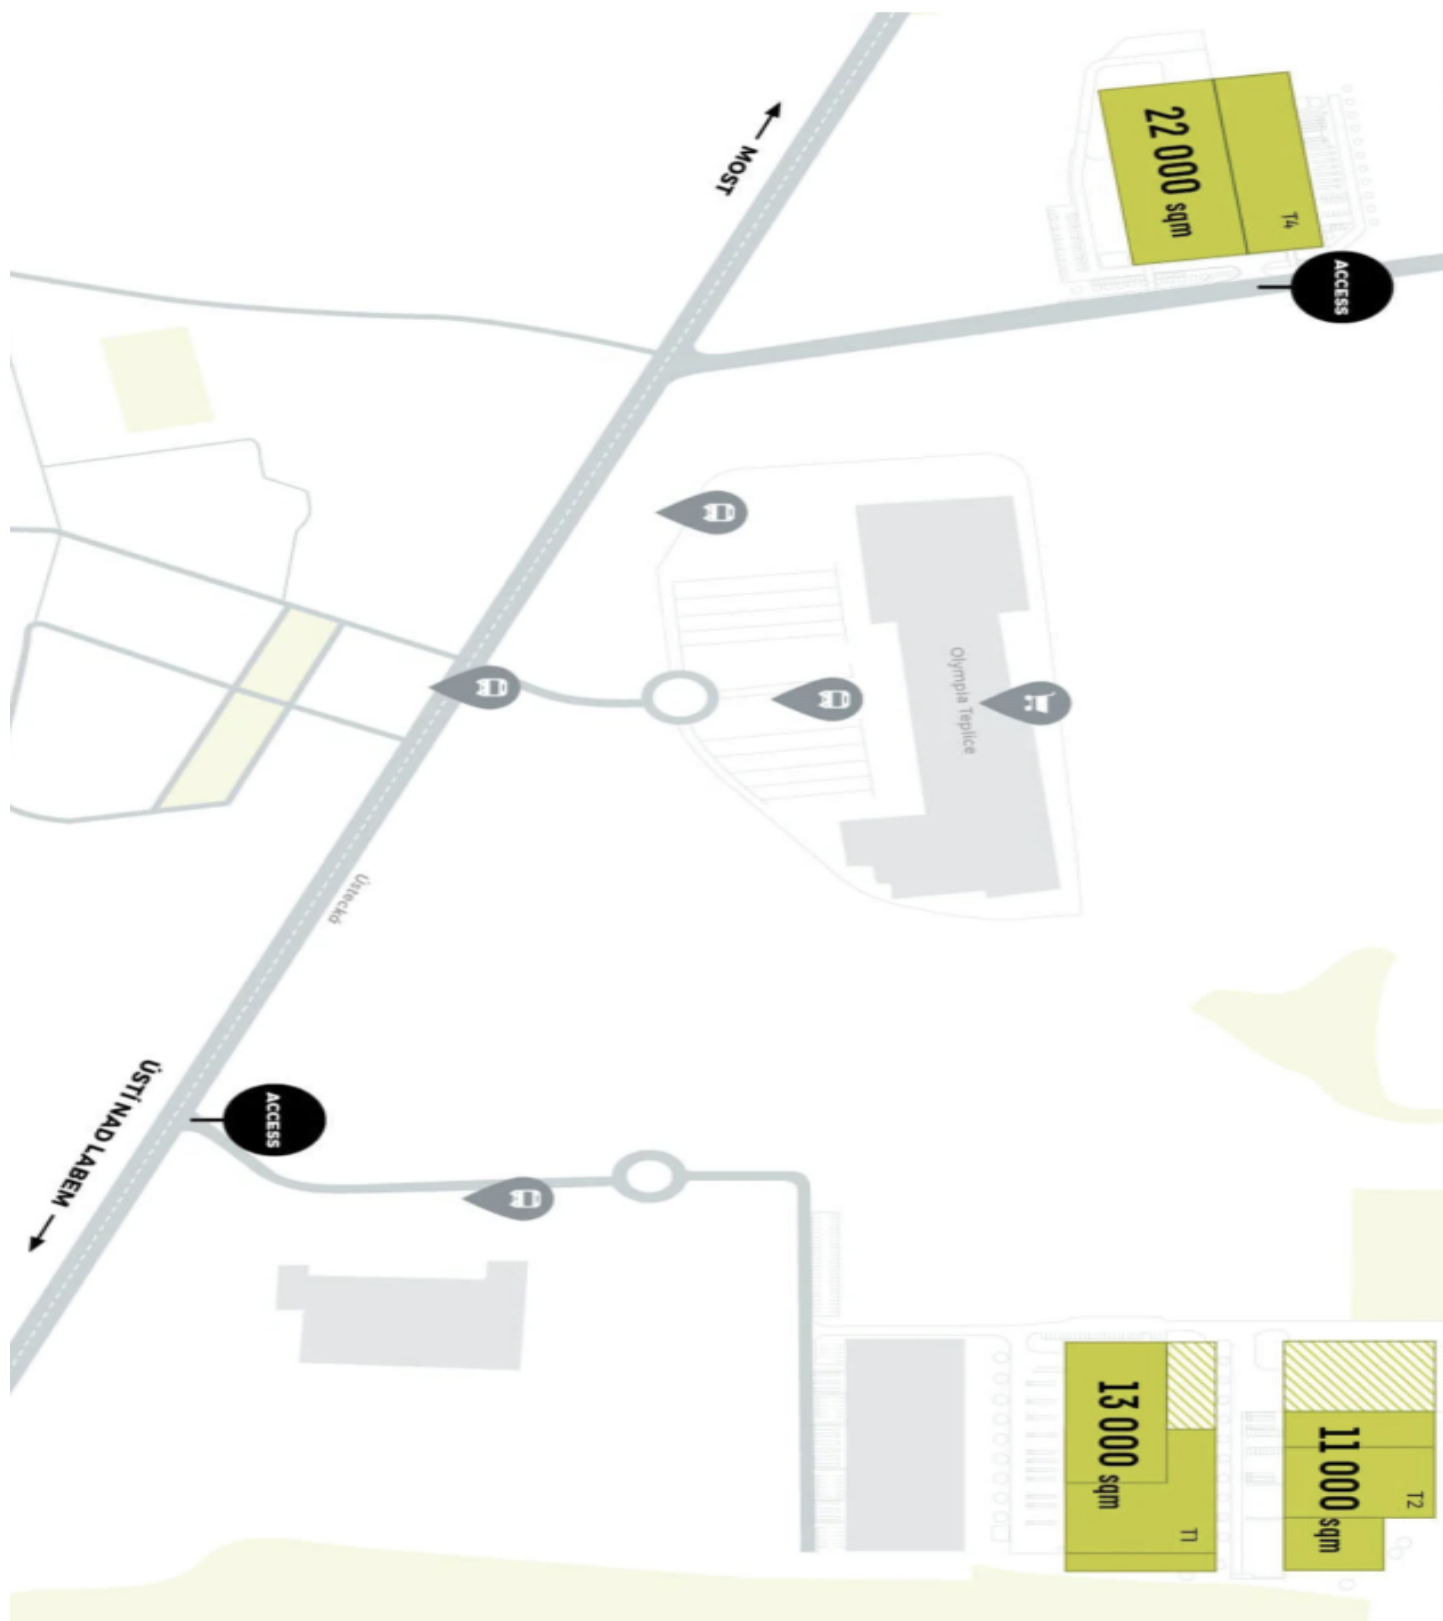 MOST
22 000 sqm
T4
ACCESS
Olympia Teplice
Ústecká
ÚSTÍ NAD LABEM
ACCESS
13 000 sqm
T1
11 000 sqm
T2